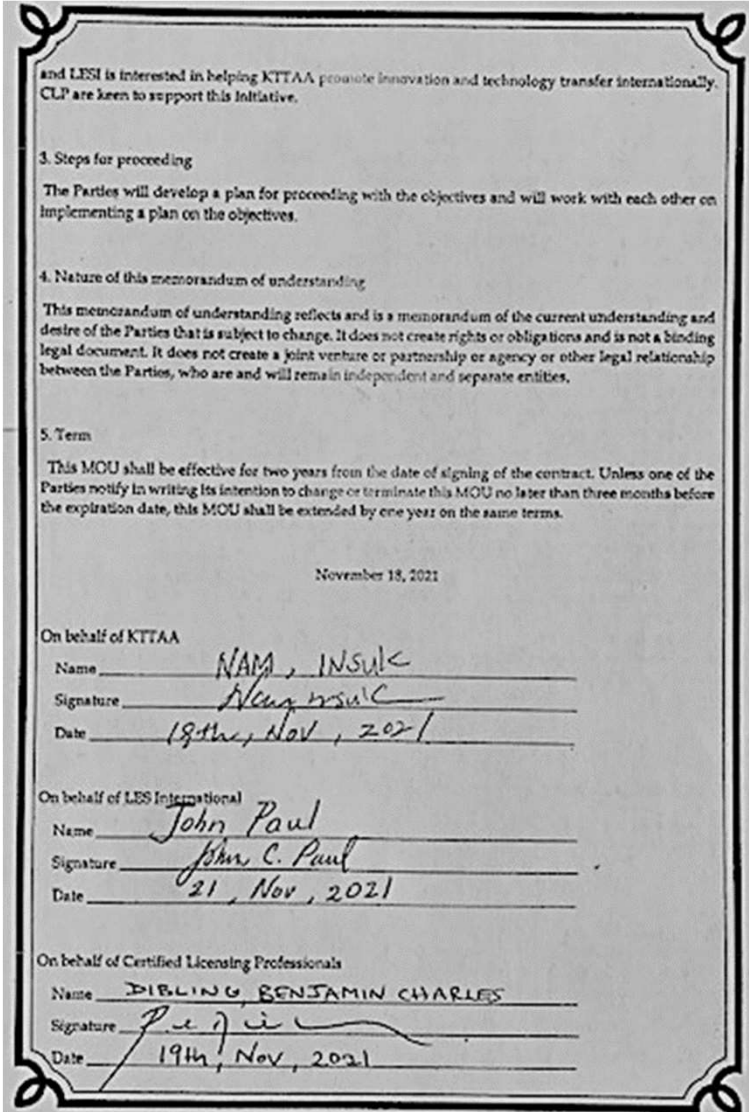 and LESI is interested in helping KTTAA promote innovation and technology transfer internationally.
CLP are keen to support this initiative.
3. Steps for proceeding
The Parties will develop a plan for proceeding with the objectives and will work with each other on
implementing a plan on the objectives.
4. Nature of this memorandum of understanding
This memorandum of understanding reflects and is a memorandum of the current understanding and
desire of the Parties that is subject to change. It does not create rights or obligations and is not a binding
legal document. It does not create a joint venture or partnership or agency or other legal relationship
between the Parties, who are and will remain independent and separate entities.
5. Term
This MOU shall be effective for two years from the date of signing of the contract. Unless one of the
Parties notify in writing its intention to change or terminate this MOU no later than three months before
the expiration date, this MOU shall be extended by one year on the same terms.
November 18, 2021
On behalf of KTTAA
Name NAM, INSUK
Signature
Date 18th, Nov, 2021
On behalf of LES International
Name John Paul
Signature John C. Paul
Date 21, Nov, 2021
On behalf of Certified Licensing Professionals
Name DIBLING, BENJAMIN CHARLES
Signature
Date 19th, Nov, 2021